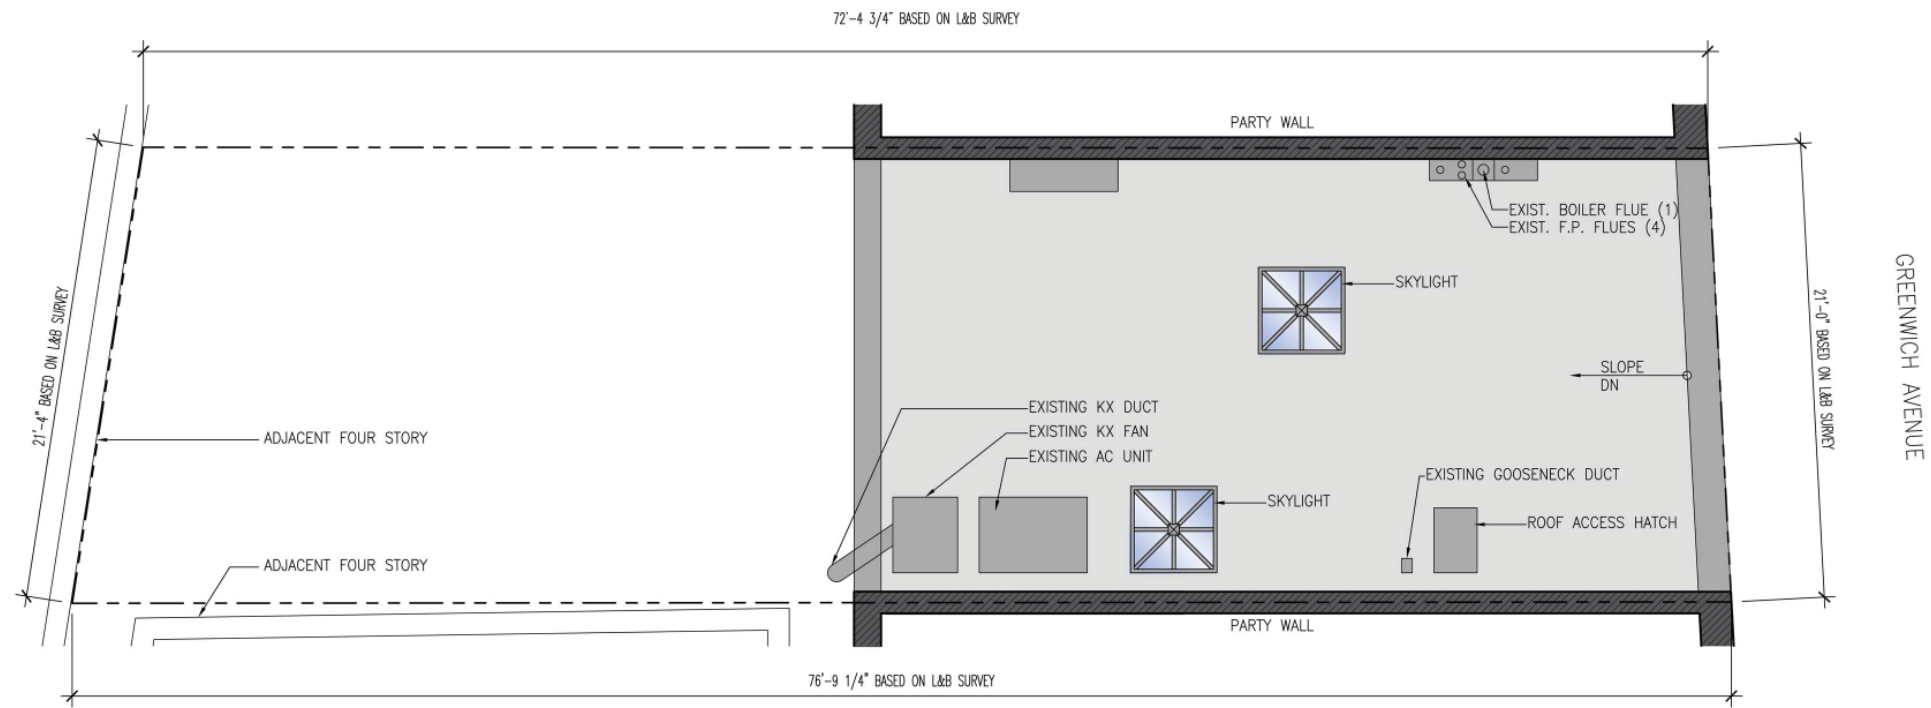 72'-4 3/4" BASED ON L&B SURVEY
PARTY WALL
EXIST. BOILER FLUE (1)
EXIST. F.P. FLUES (4)
SKYLIGHT
SLOPE
DN
GREENWICH AVENUE
21'-0" BASED ON L&B SURVEY
21'-4" BASED ON L&B SURVEY
EXISTING KX DUCT
EXISTING KX FAN
EXISTING AC UNIT
ADJACENT FOUR STORY
EXISTING GOOSENECK DUCT
SKYLIGHT
ROOF ACCESS HATCH
ADJACENT FOUR STORY
PARTY WALL
76'-9 1/4" BASED ON L&B SURVEY